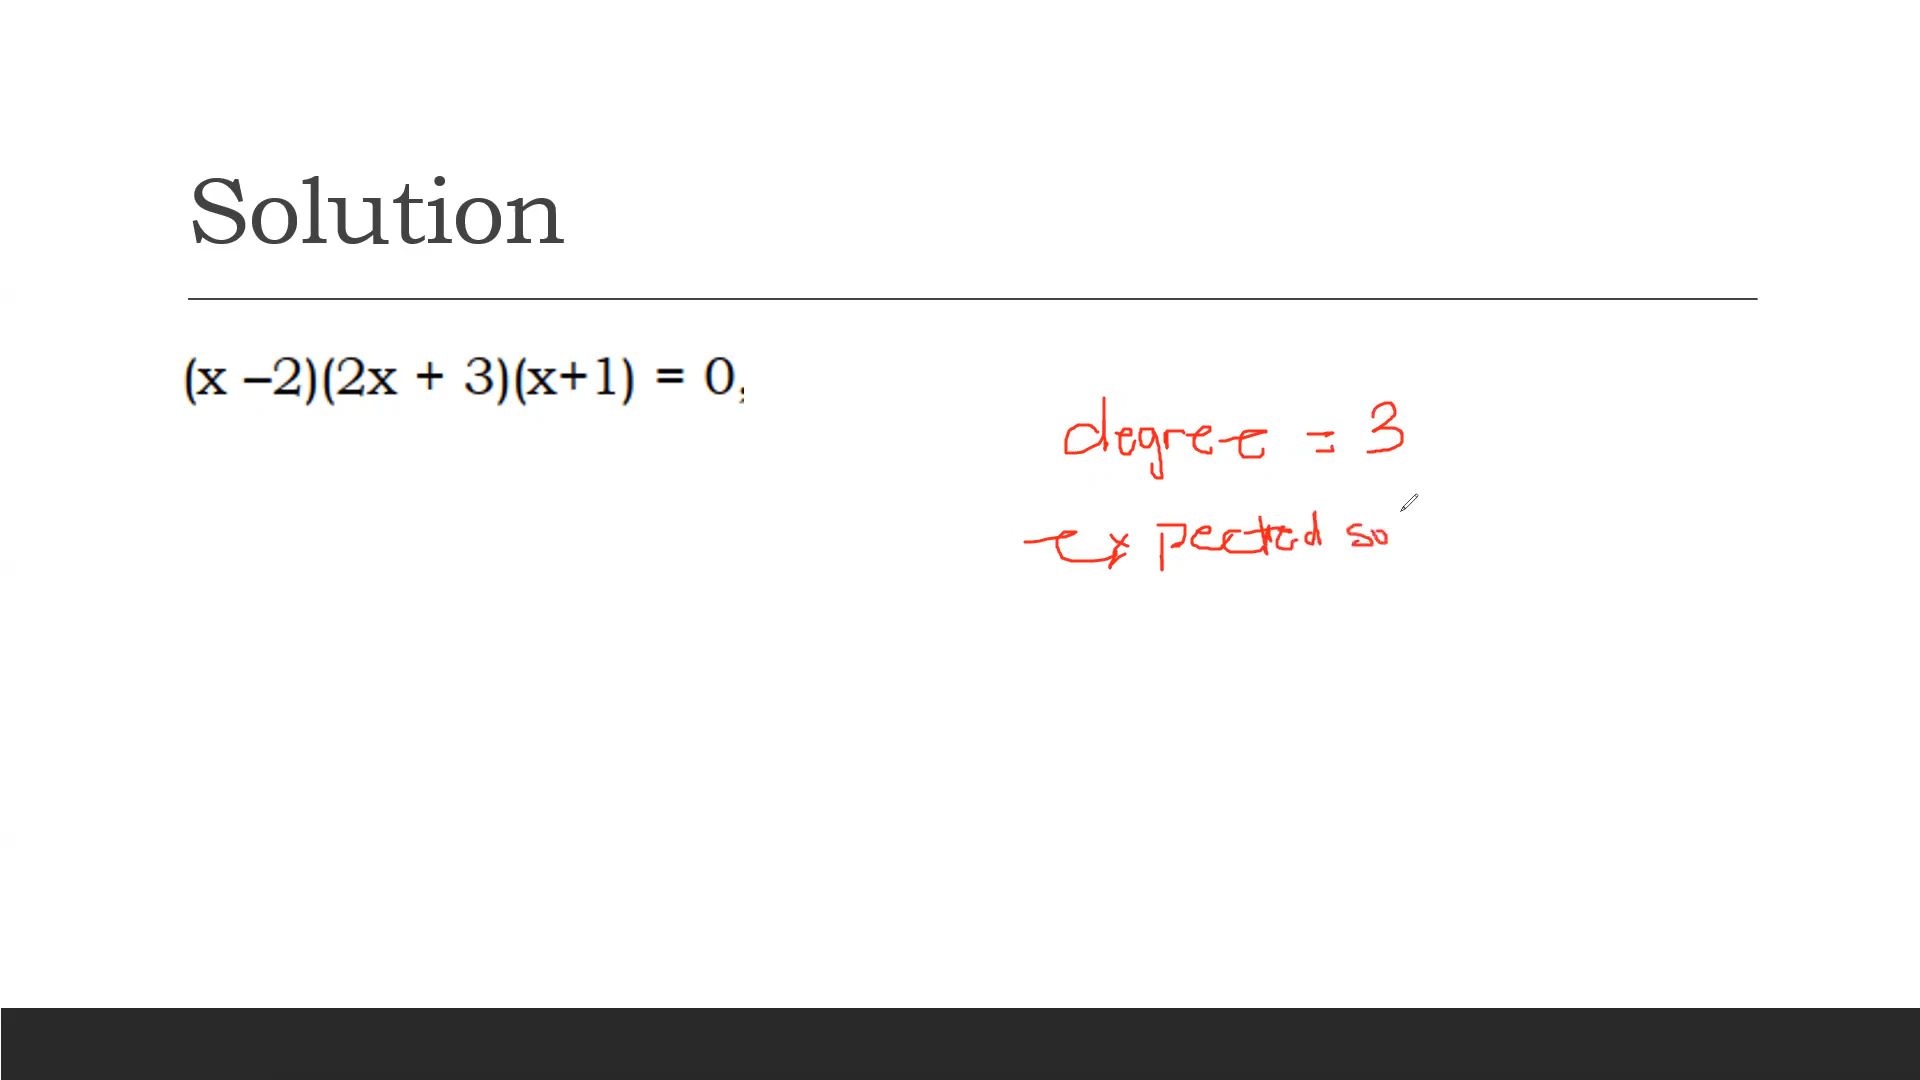 Solution
(x –2)(2x + 3)(x+1) = 0,
degree = 3
expected so